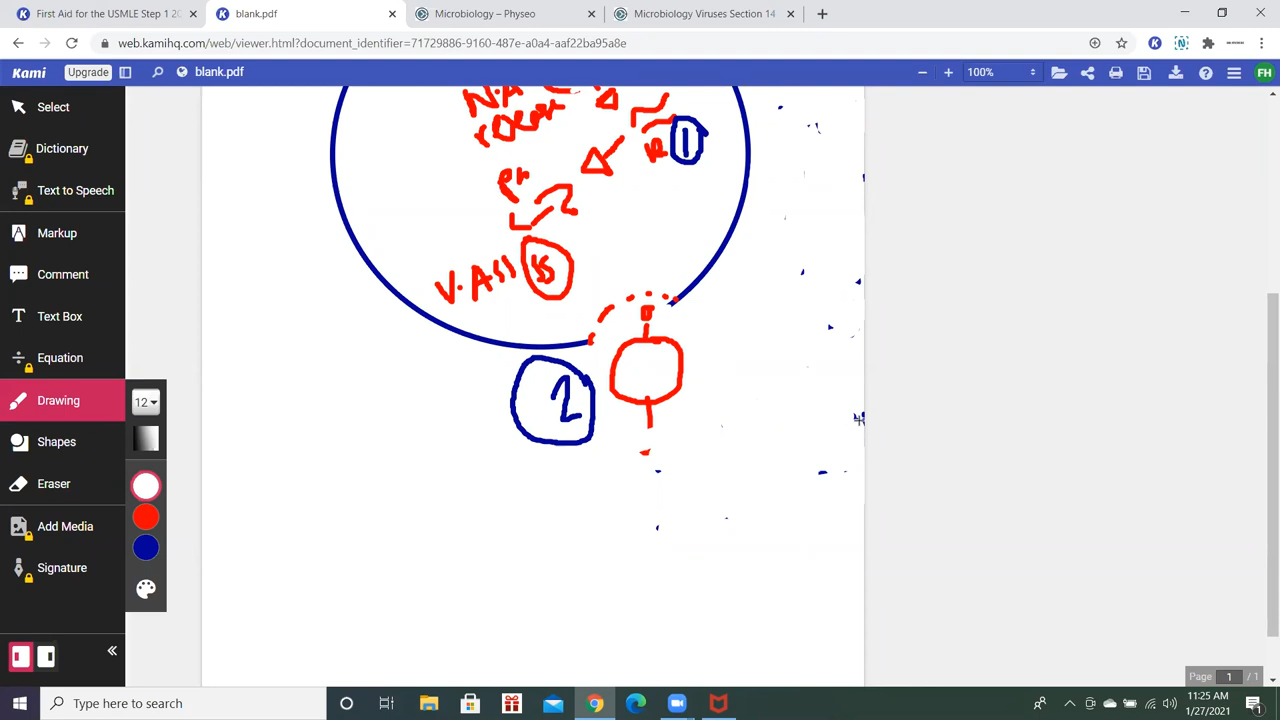 First Aid for the USMLE Step 1 20
blank.pdf
Microbiology – Physeo
Microbiology Viruses Section 14
web.kamihq.com/web/viewer.html?document_identifier=71729886-9160-487e-aba4-aaf22ba95a8e
Kami
Upgrade
blank.pdf
100%
FH
Select
Dictionary
Text to Speech
Markup
Comment
Text Box
Equation
Drawing
Shapes
Eraser
Add Media
Signature
12
N.A
R
1
V.Ass
2
Page 1 / 1
Type here to search
11:25 AM
1/27/2021